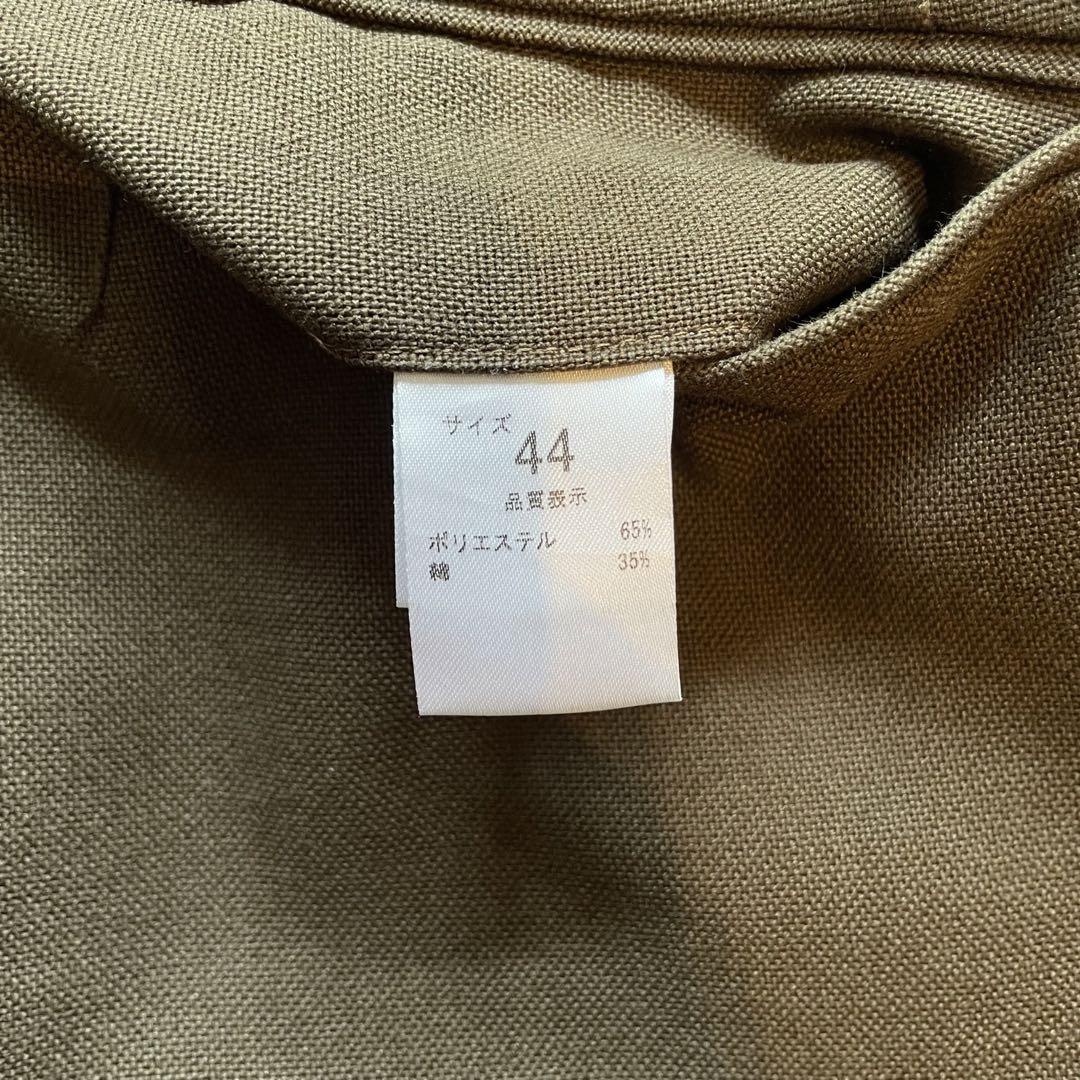 サイズ
44
品質表示
ポリエステル 65%
綿 35%